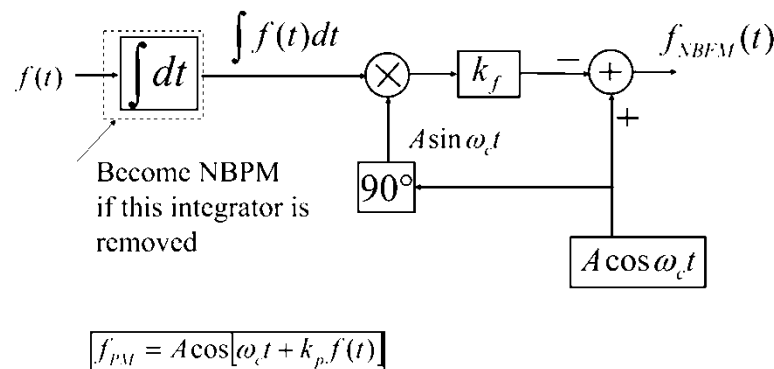 ∫ f(t)dt
f(t)
∫ dt
×
k_f
−
+
f_NBFM(t)
+
A sin ω_c t
90°
Become NBPM
if this integrator is
removed
A cos ω_c t
f_PM = A cos[ω_c t + k_p f(t)]